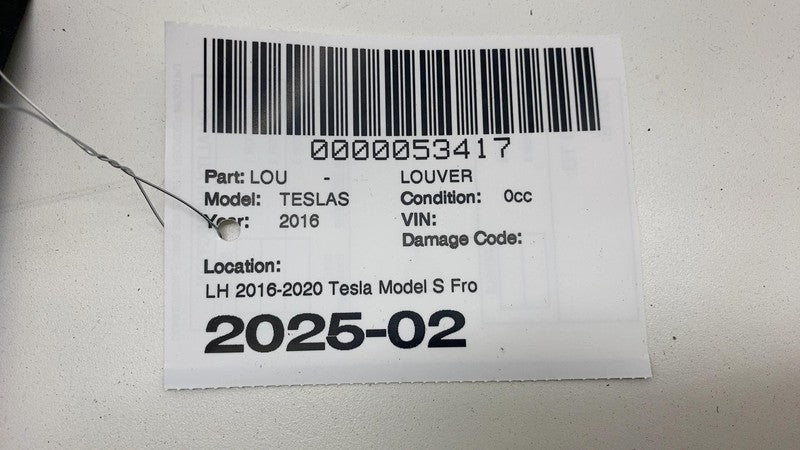 0000053417
Part: LOU - LOUVER
Model: TESLAS Condition: 0cc
Year: 2016 VIN:
Damage Code:
Location:
LH 2016-2020 Tesla Model S Fro
2025-02